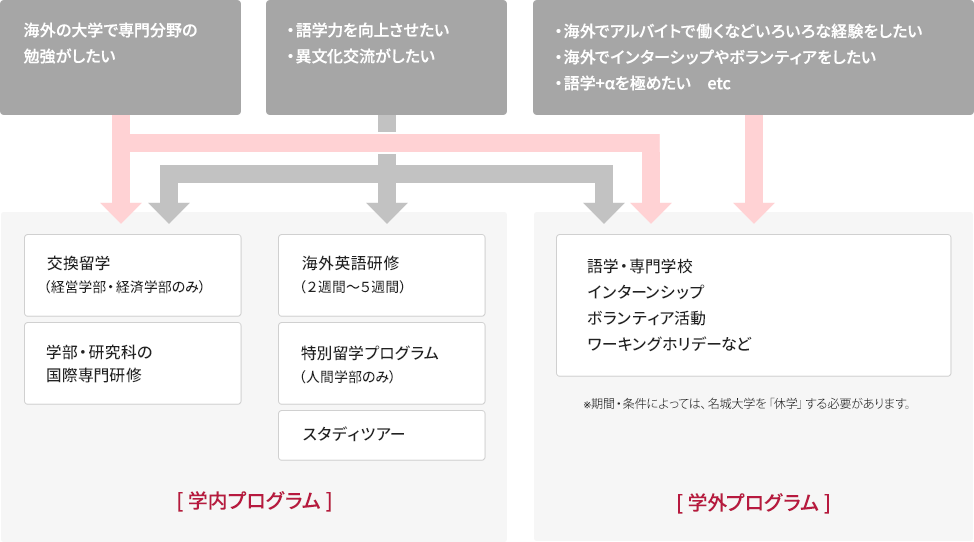 海外の大学で専門分野の
勉強がしたい
・語学力を向上させたい
・異文化交流がしたい
・海外でアルバイトで働くなどいろいろな経験をしたい
・海外でインターシップやボランティアをしたい
・語学+αを極めたい　etc
交換留学
（経営学部・経済学部のみ）
学部・研究科の
国際専門研修
海外英語研修
（２週間〜５週間）
特別留学プログラム
（人間学部のみ）
スタディツアー
[ 学内プログラム ]
語学・専門学校
インターンシップ
ボランティア活動
ワーキングホリデーなど
※期間・条件によっては、名城大学を「休学」する必要があります。
[ 学外プログラム ]